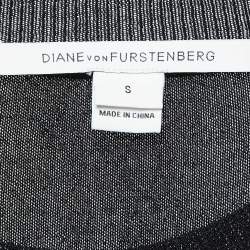 DIANE VON FURSTENBERG
S
MADE IN CHINA